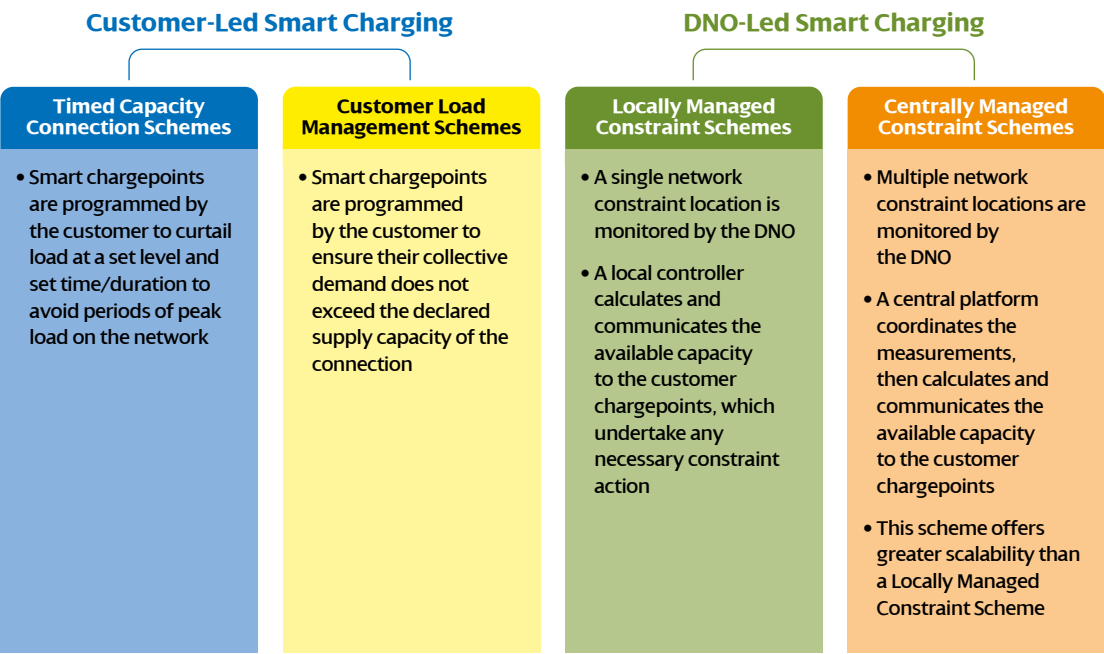 Customer-Led Smart Charging
DNO-Led Smart Charging
Timed Capacity
Connection Schemes
• Smart chargepoints
are programmed by
the customer to curtail
load at a set level and
set time/duration to
avoid periods of peak
load on the network
Customer Load
Management Schemes
• Smart chargepoints
are programmed
by the customer to
ensure their collective
demand does not
exceed the declared
supply capacity of the
connection
Locally Managed
Constraint Schemes
• A single network
constraint location is
monitored by the DNO
• A local controller
calculates and
communicates the
available capacity
to the customer
chargepoints, which
undertake any
necessary constraint
action
Centrally Managed
Constraint Schemes
• Multiple network
constraint locations are
monitored by
the DNO
• A central platform
coordinates the
measurements,
then calculates and
communicates the
available capacity
to the customer
chargepoints
• This scheme offers
greater scalability than
a Locally Managed
Constraint Scheme